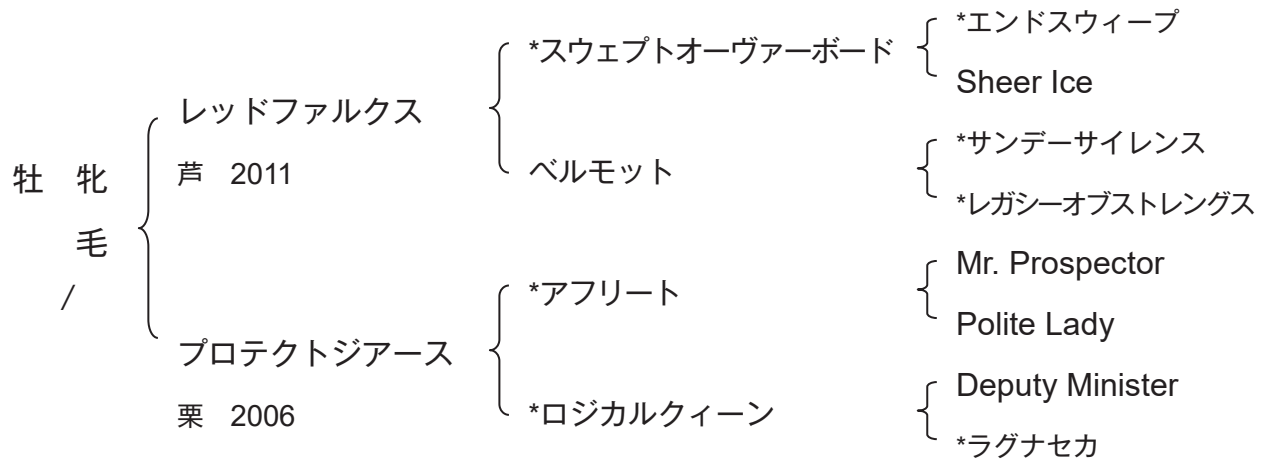 牡 牝
毛
/
レッドファルクス
芦 2011
*スウェプトオーヴァーボード
*エンドスウィープ
Sheer Ice
ベルモット
*サンデーサイレンス
*レガシーオブストレングス
プロテクトジアース
栗 2006
*アフリート
Mr. Prospector
Polite Lady
*ロジカルクィーン
Deputy Minister
*ラグナセカ